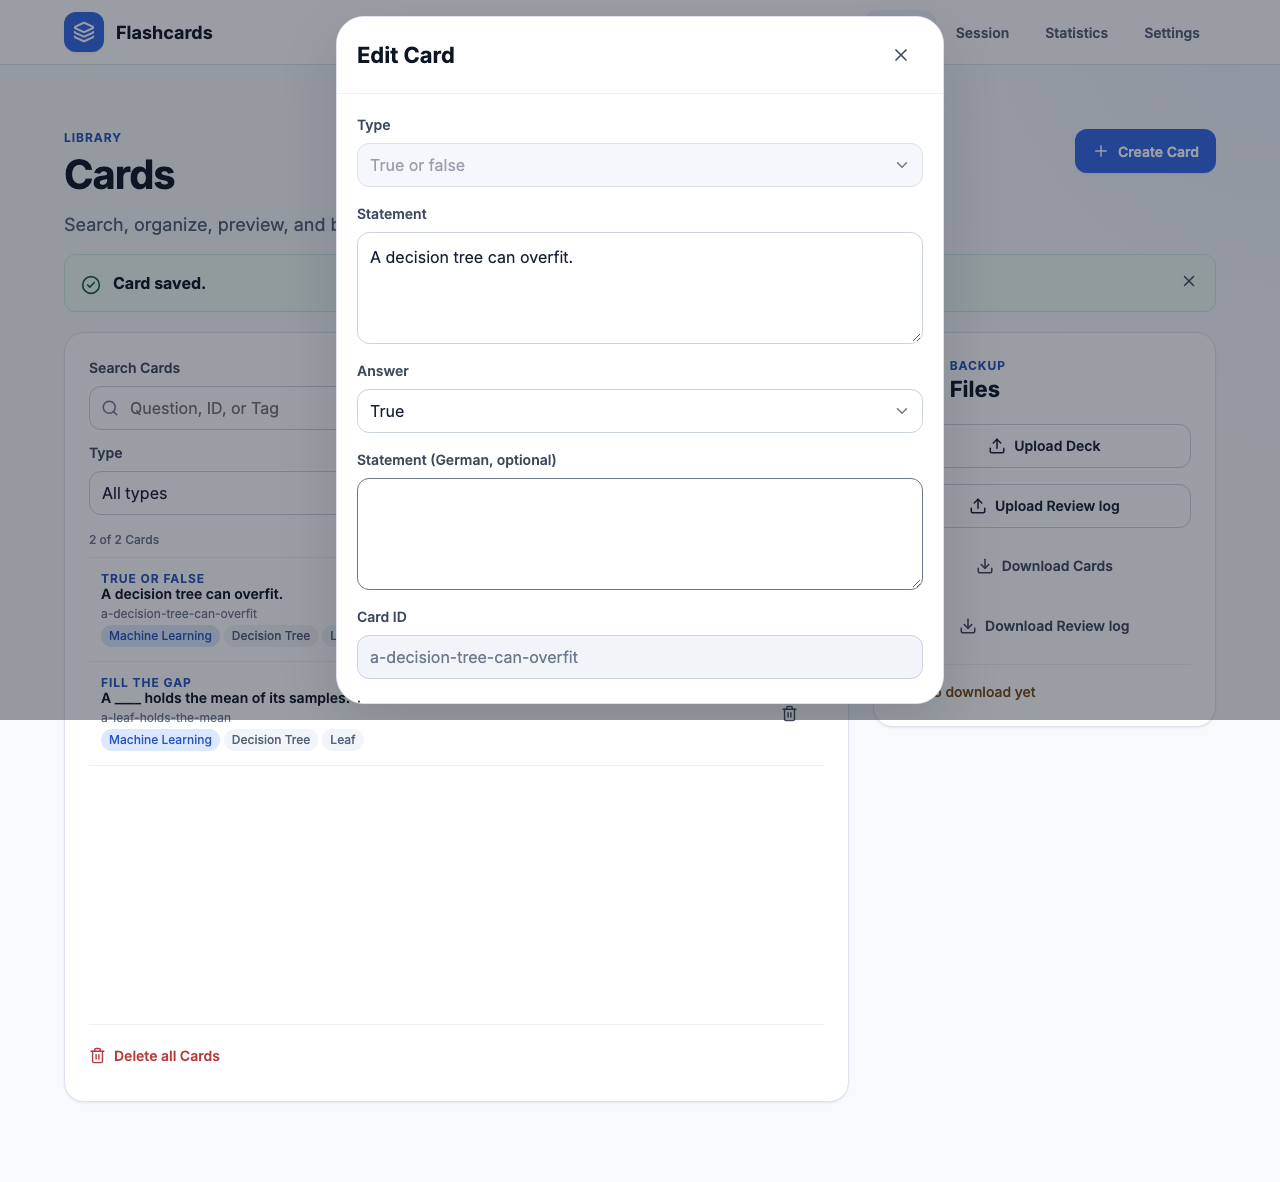 Flashcards
Session
Statistics
Settings
Edit Card
LIBRARY
Cards
Search, organize, preview, and
Create Card
Card saved.
Type
True or false
Statement
A decision tree can overfit.
Answer
True
Statement (German, optional)
Card ID
a-decision-tree-can-overfit
Search Cards
Question, ID, or Tag
Type
All types
2 of 2 Cards
TRUE OR FALSE
A decision tree can overfit.
a-decision-tree-can-overfit
Machine Learning
Decision Tree
FILL THE GAP
A ____ holds the mean of its samples.
a-leaf-holds-the-mean
Machine Learning
Decision Tree
Leaf
Delete all Cards
BACKUP
Files
Upload Deck
Upload Review log
Download Cards
Download Review log
download yet